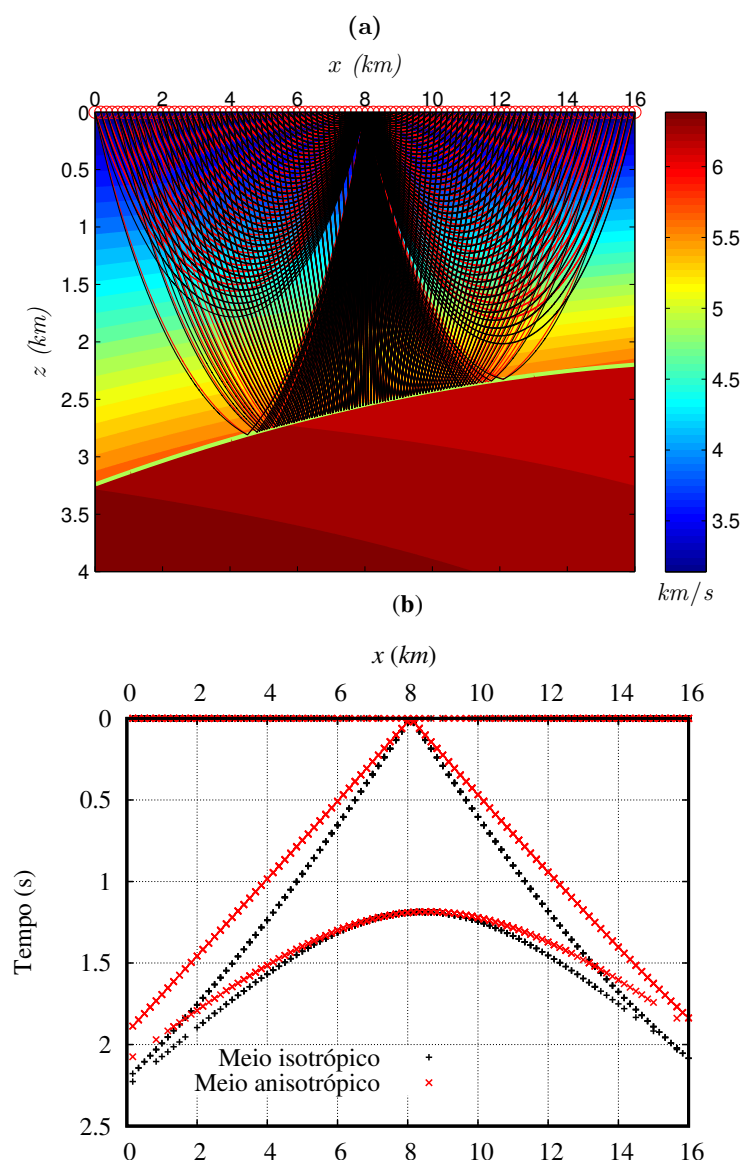 (a)
x (km)
0 2 4 6 8 10 12 14 16
0
0.5
1
1.5
2
2.5
3
3.5
4
z (km)
6
5.5
5
4.5
4
3.5
km/s
(b)
x (km)
0 2 4 6 8 10 12 14 16
0
0.5
1
1.5
2
2.5
Tempo (s)
Meio isotrópico
Meio anisotrópico
0 2 4 6 8 10 12 14 16